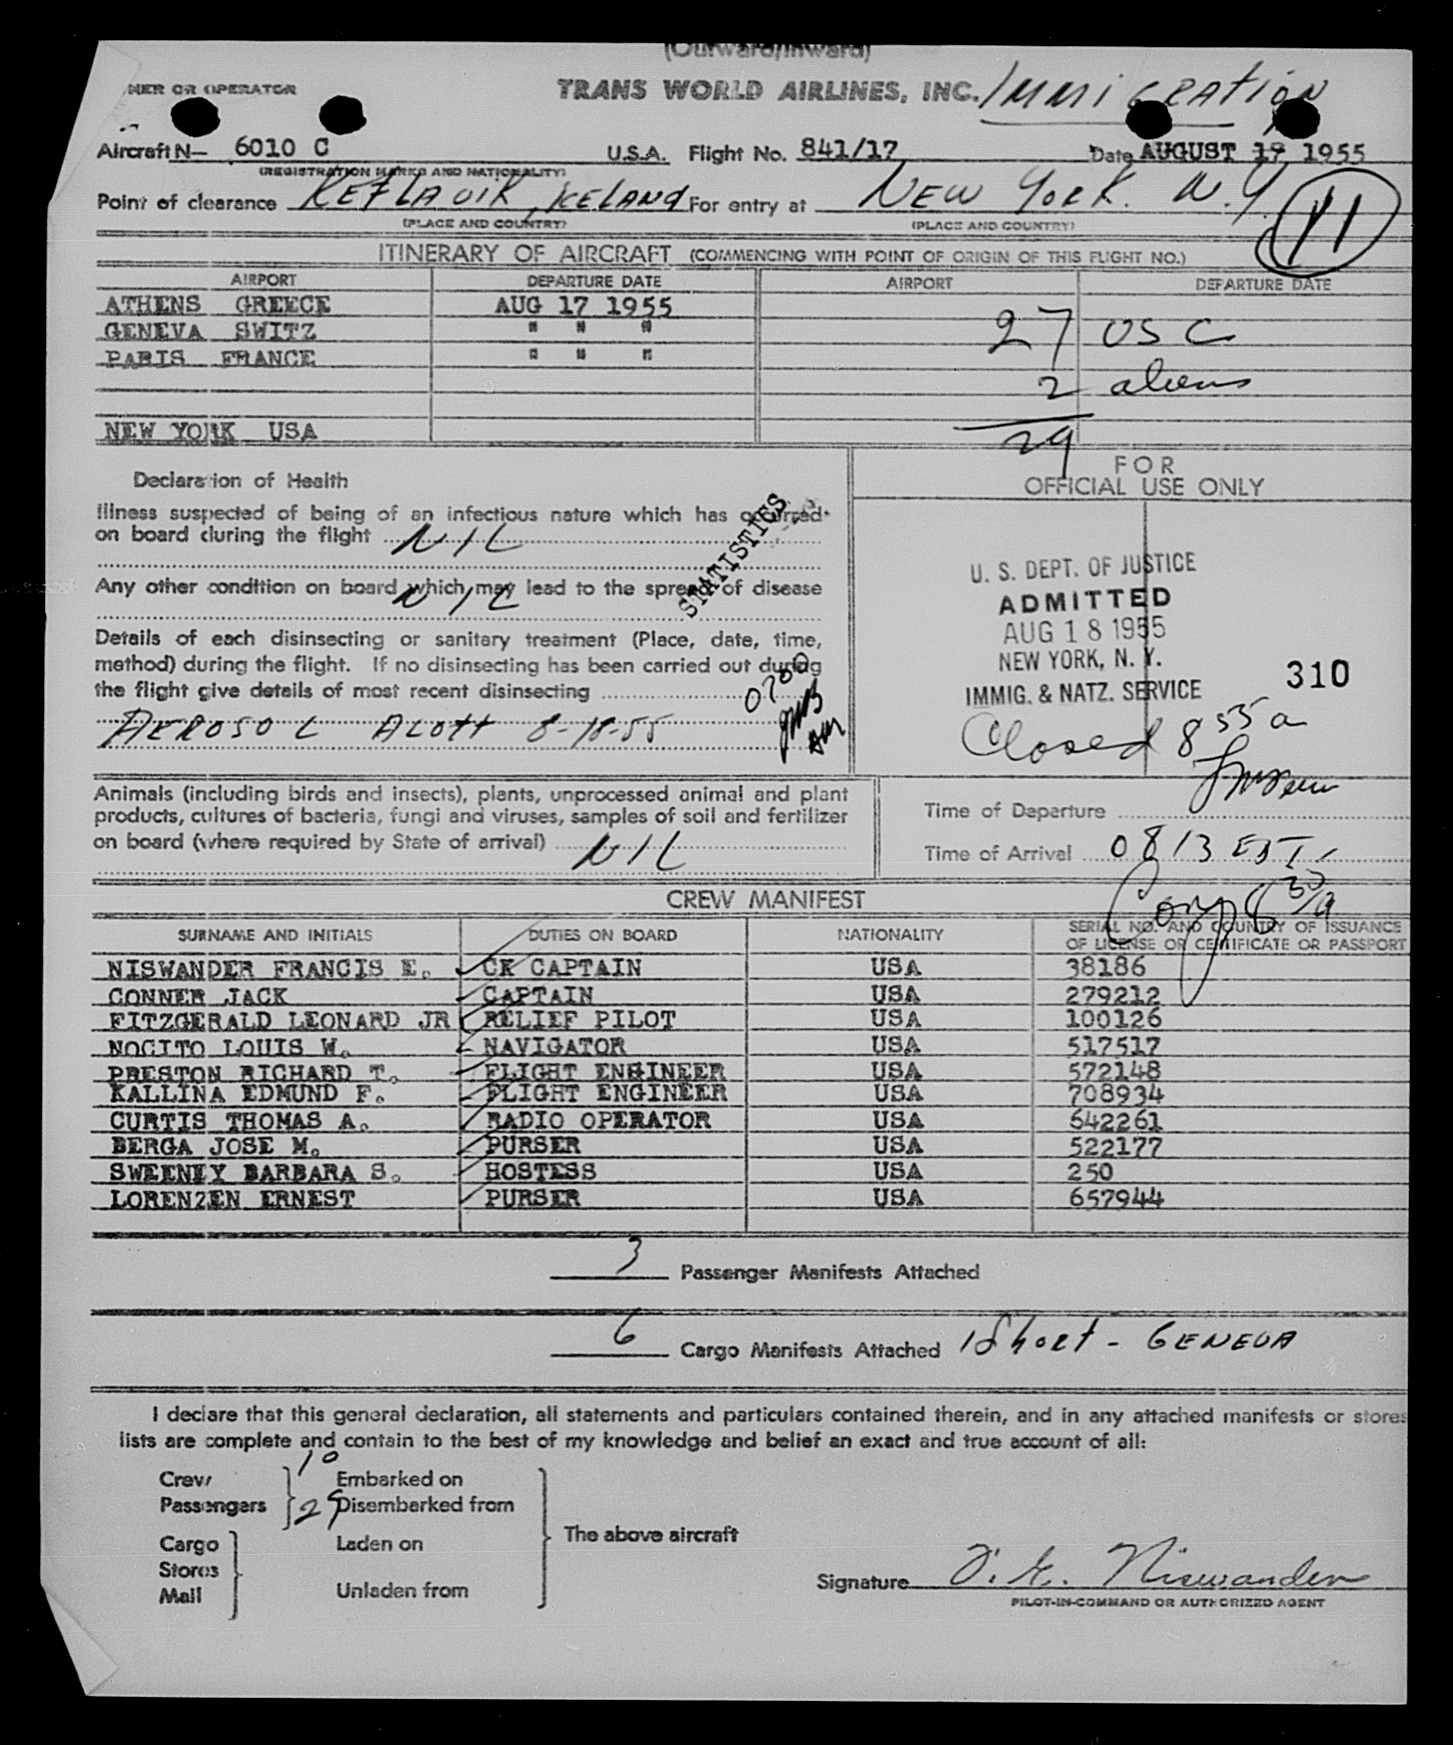 (Outward/Inward)
NER OR OPERATOR
TRANS WORLD AIRLINES, INC. IMMIGRATION
Aircraft N- 6010 C U.S.A. Flight No. 841/17 Date AUGUST 17, 1955
(REGISTRATION MARKS AND NATIONALITY)
Point of clearance KEFLAVIK, ICELAND For entry at NEW YORK. N.Y.
(PLACE AND COUNTRY) (PLACE AND COUNTRY)
11
ITINERARY OF AIRCRAFT (COMMENCING WITH POINT OF ORIGIN OF THIS FLIGHT NO.)
AIRPORT DEPARTURE DATE AIRPORT DEPARTURE DATE
ATHENS GREECE AUG 17 1955
GENEVA SWITZ " " " 27 USC
PARIS FRANCE " " "
2 aliens
NEW YORK USA 29
Declaration of Health
Illness suspected of being of an infectious nature which has occurred
on board during the flight NIL
Any other condition on board which may lead to the spread of disease
NIL
STATISTICS
Details of each disinsecting or sanitary treatment (Place, date, time,
method) during the flight. If no disinsecting has been carried out during
the flight give details of most recent disinsecting
AEROSOL ACOTT 8-18-55 0700
FOR
OFFICIAL USE ONLY
U. S. DEPT. OF JUSTICE
ADMITTED
AUG 18 1955
NEW YORK, N. Y.
IMMIG. & NATZ. SERVICE
310
Closed 8 55 a
Animals (including birds and insects), plants, unprocessed animal and plant
products, cultures of bacteria, fungi and viruses, samples of soil and fertilizer
on board (where required by State of arrival) NIL
Time of Departure
Time of Arrival 0813 EST
Comp 8 30/a
CREW MANIFEST
SURNAME AND INITIALS DUTIES ON BOARD NATIONALITY SERIAL NO. AND COUNTRY OF ISSUANCE
OF LICENSE OR CERTIFICATE OR PASSPORT
NISWANDER FRANCIS E. CK CAPTAIN USA 38186
CONNER JACK CAPTAIN USA 279212
FITZGERALD LEONARD JR RELIEF PILOT USA 100126
NOCITO LOUIS W. NAVIGATOR USA 517517
PRESTON RICHARD T. FLIGHT ENGINEER USA 572148
KALLINA EDMUND F. FLIGHT ENGINEER USA 708934
CURTIS THOMAS A. RADIO OPERATOR USA 642261
BERGA JOSE M. PURSER USA 522177
SWEENEY BARBARA S. HOSTESS USA 250
LORENZEN ERNEST PURSER USA 657944
3 Passenger Manifests Attached
6 Cargo Manifests Attached 1 Short - GENEVA
I declare that this general declaration, all statements and particulars contained therein, and in any attached manifests or stores
lists are complete and contain to the best of my knowledge and belief an exact and true account of all:
Crew 10 Embarked on
Passengers 29 Disembarked from
The above aircraft
Cargo Laden on
Stores
Mail Unladen from
Signature F. E. Niswander
PILOT-IN-COMMAND OR AUTHORIZED AGENT